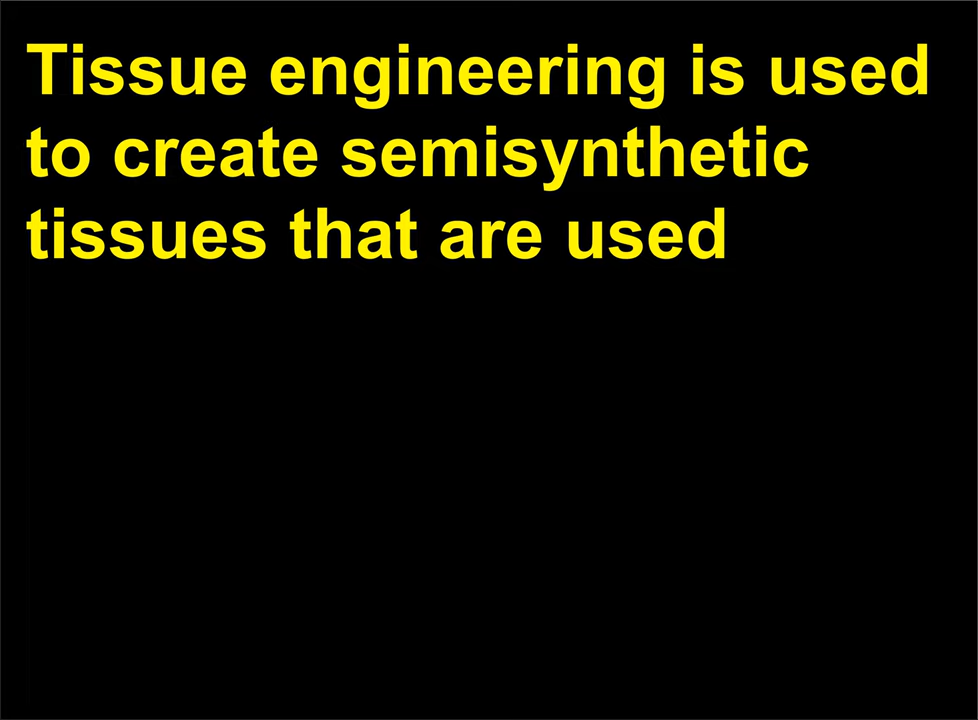 Tissue engineering is used
to create semisynthetic
tissues that are used